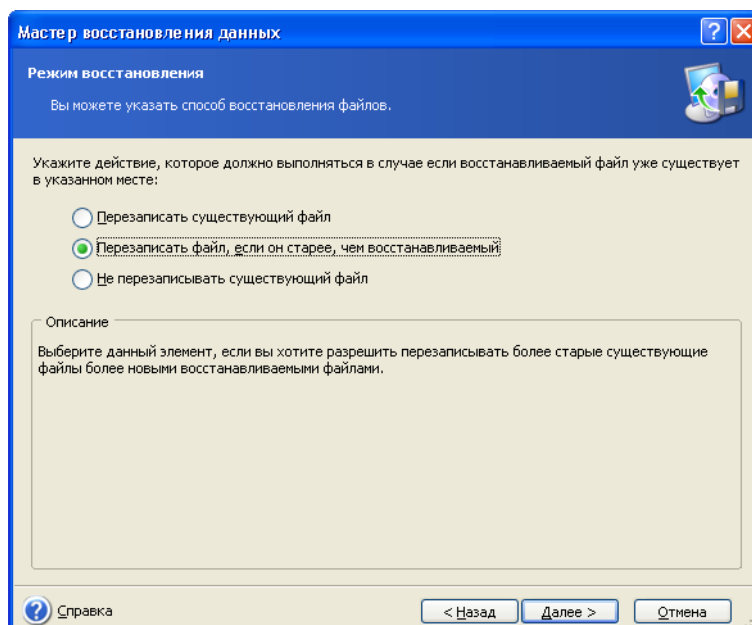 Мастер восстановления данных
Режим восстановления
Вы можете указать способ восстановления файлов.
Укажите действие, которое должно выполняться в случае если восстанавливаемый файл уже существует
в указанном месте:
Перезаписать существующий файл
Перезаписать файл, если он старее, чем восстанавливаемый
Не перезаписывать существующий файл
Описание
Выберите данный элемент, если вы хотите разрешить перезаписывать более старые существующие
файлы более новыми восстанавливаемыми файлами.
Справка
< Назад
Далее >
Отмена